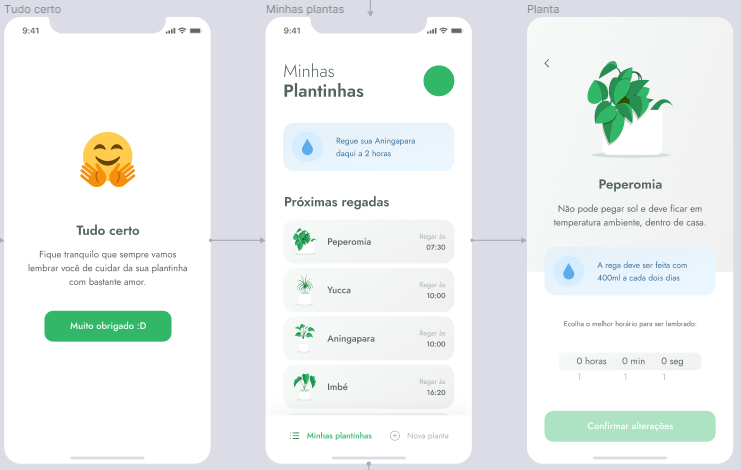 Tudo certo
9:41
Tudo certo
Fique tranquilo que sempre vamos
lembrar você de cuidar da sua plantinha
com bastante amor.
Muito obrigado :D
Minhas plantas
9:41
Minhas
Plantinhas
Regue sua Aningapara
daqui a 2 horas
Próximas regadas
Peperomia
Regar às
07:30
Yucca
Regar às
10:00
Aningapara
Regar às
10:00
Imbé
Regar às
16:20
Minhas plantinhas
Nova planta
Planta
Peperomia
Não pode pegar sol e deve ficar em
temperatura ambiente, dentro de casa.
A rega deve ser feita com
400ml a cada dois dias
Ecolha o melhor horário para ser lembrado:
0 horas 0 min 0 seg
1 1 1
Confirmar alterações